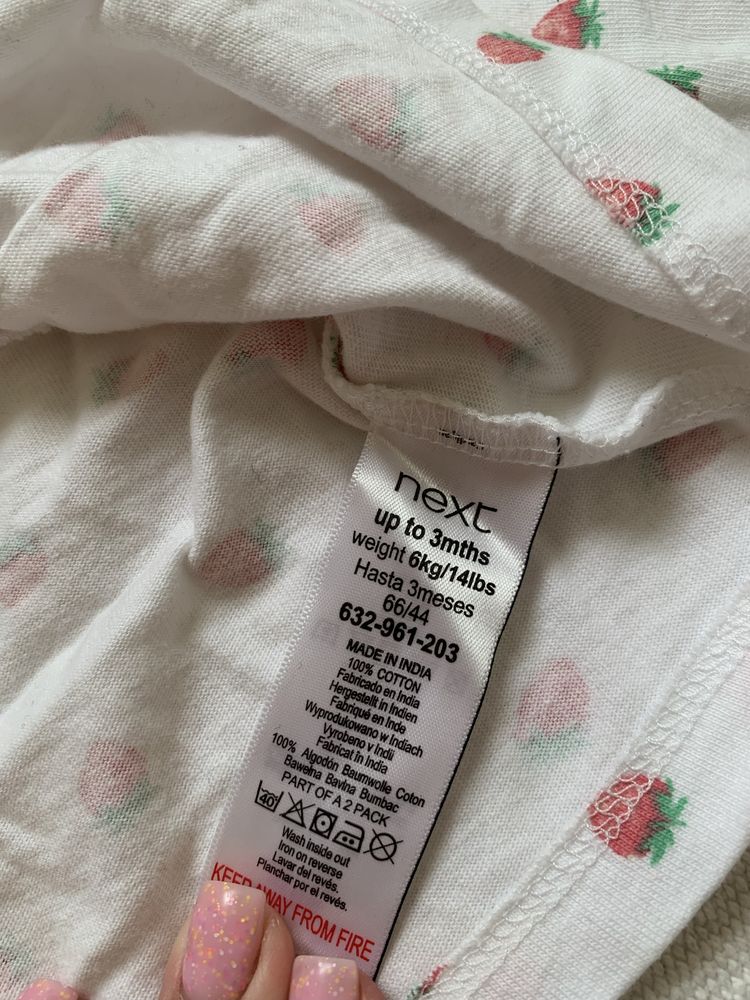 next
up to 3mths
weight 6kg/14lbs
Hasta 3meses
66/44
632-961-203
MADE IN INDIA
100% COTTON
Fabricado en India
Hergestellt in Indien
Fabriqué en Inde
Wyprodukowano w Indiach
Vyrobeno v Indii
Fabricat în India
100% Algodón Baumwolle Coton
Bawełna Bavlna Bumbac
PART OF A 2 PACK
40
Wash inside out
Iron on reverse
Lavar del revés.
Planchar por el revés.
KEEP AWAY FROM FIRE